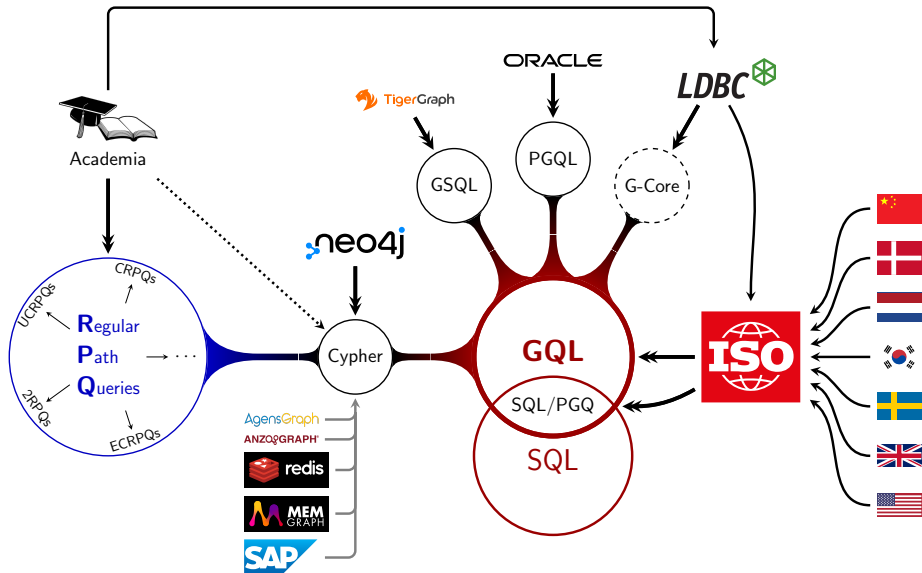 ORACLE
LDBC
TigerGraph
Academia
GSQL
PGQL
G-Core
neo4j
CRPQs
UCRPQs
Regular
Path
Queries
...
2RPQs
ECRPQs
Cypher
GQL
SQL/PGQ
SQL
ISO
AgensGraph
ANZOGRAPH®
redis
MEM
GRAPH
SAP